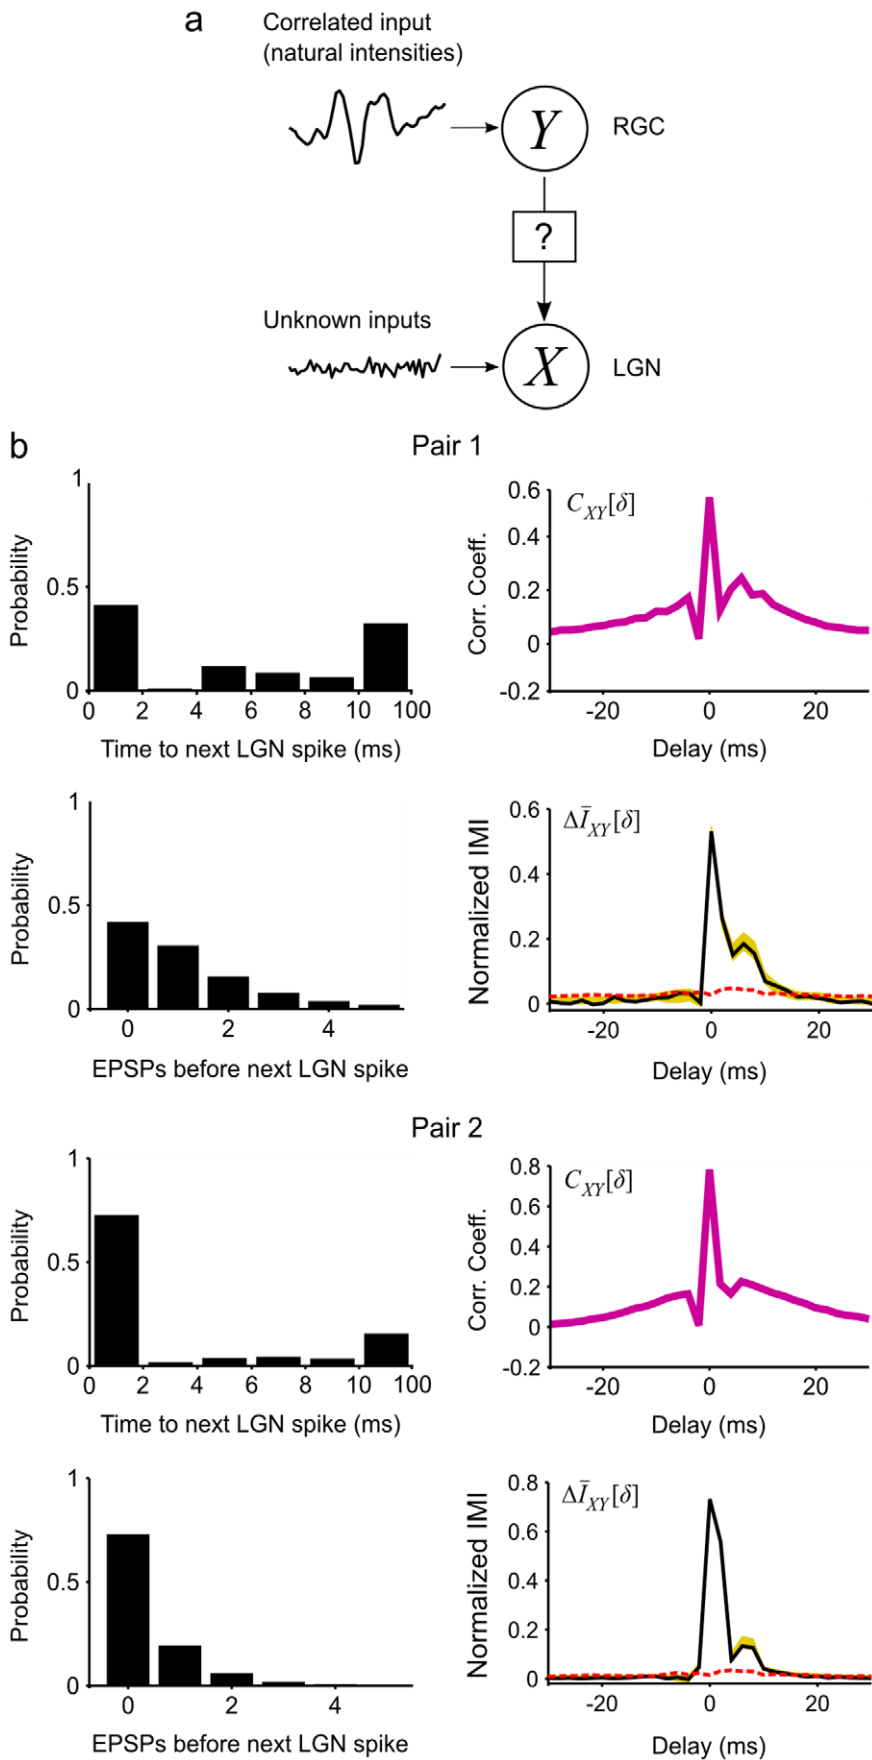 a
Correlated input
(natural intensities)
Y
RGC
?
Unknown inputs
X
LGN
b
Pair 1
Probability
1
0.5
0
0 2 4 6 8 10 100
Time to next LGN spike (ms)
Corr. Coeff.
C_XY[δ]
0.6
0.4
0.2
0
-0.2
-20 0 20
Delay (ms)
Probability
1
0.5
0
0 2 4
EPSPs before next LGN spike
Normalized IMI
ΔĪ_XY[δ]
0.6
0.4
0.2
0
-20 0 20
Delay (ms)
Pair 2
Probability
1
0.5
0
0 2 4 6 8 10 100
Time to next LGN spike (ms)
Corr. Coeff.
C_XY[δ]
0.8
0.6
0.4
0.2
0
-0.2
-20 0 20
Delay (ms)
Probability
1
0.5
0
0 2 4
EPSPs before next LGN spike
Normalized IMI
ΔĪ_XY[δ]
0.8
0.6
0.4
0.2
0
-20 0 20
Delay (ms)